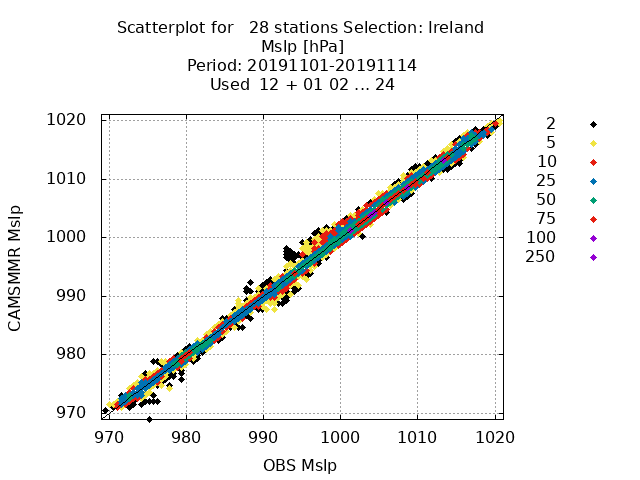 Scatterplot for 28 stations Selection: Ireland
Mslp [hPa]
Period: 20191101-20191114
Used 12 + 01 02 ... 24
CAMSMMR Mslp
1020
1010
1000
990
980
970
970 980 990 1000 1010 1020
OBS Mslp
2
5
10
25
50
75
100
250